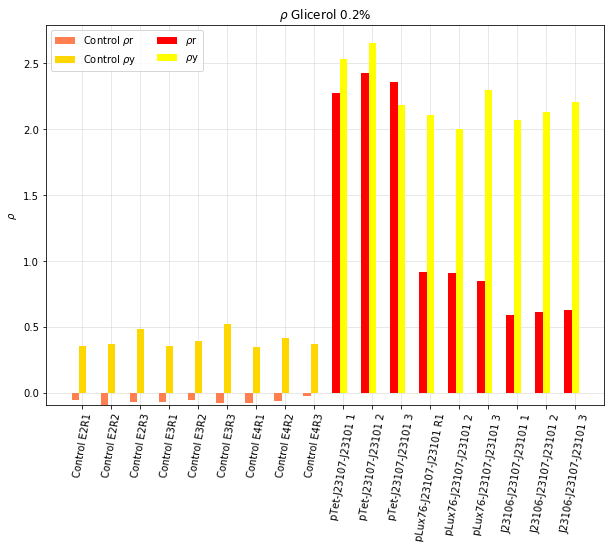 ρ Glicerol 0.2%
Control ρr
Control ρy
ρr
ρy
ρ
2.5
2.0
1.5
1.0
0.5
0.0
Control E2R1
Control E2R2
Control E2R3
Control E3R1
Control E3R2
Control E3R3
Control E4R1
Control E4R2
Control E4R3
pTet-J23107-J23101 1
pTet-J23107-J23101 2
pTet-J23107-J23101 3
pLux76-J23107-J23101 R1
pLux76-J23107-J23101 2
pLux76-J23107-J23101 3
J23106-J23107-J23101 1
J23106-J23107-J23101 2
J23106-J23107-J23101 3